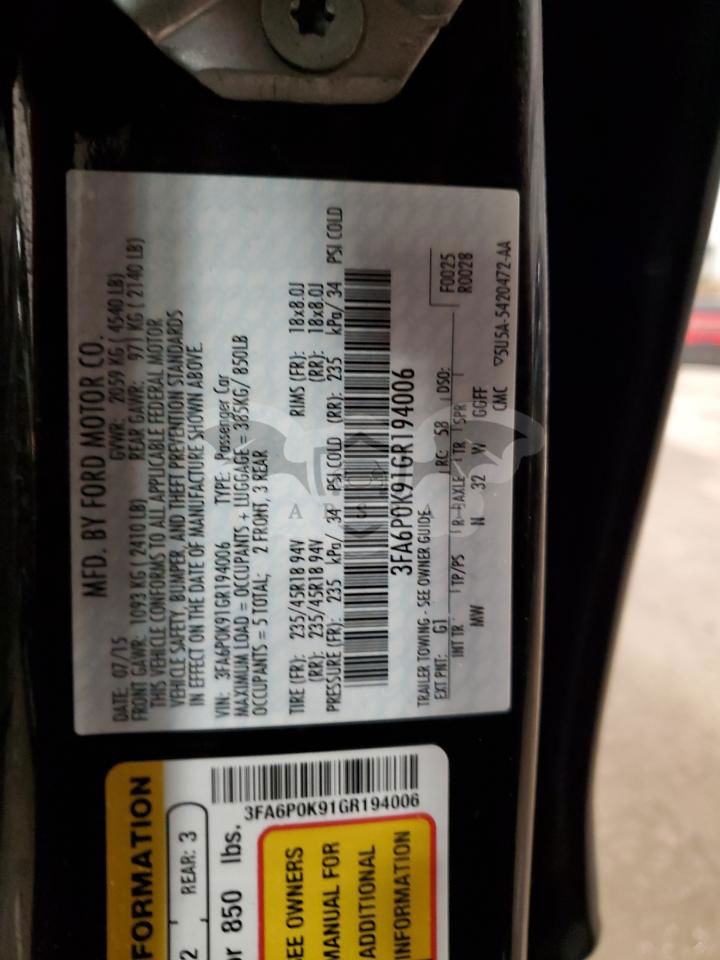 MFD. BY FORD MOTOR CO.
DATE: 07/15 GVWR: 2059 KG ( 4540 LB)
FRONT GAWR: 1093 KG ( 2410 LB) REAR GAWR: 971 KG ( 2140 LB)
THIS VEHICLE CONFORMS TO ALL APPLICABLE FEDERAL MOTOR
VEHICLE SAFETY, BUMPER, AND THEFT PREVENTION STANDARDS
IN EFFECT ON THE DATE OF MANUFACTURE SHOWN ABOVE.
VIN: 3FA6P0K91GR194006 TYPE: Passenger Car
MAXIMUM LOAD = OCCUPANTS + LUGGAGE = 385KG/ 850LB
OCCUPANTS = 5 TOTAL; 2 FRONT, 3 REAR
TIRE (FR): 235/45R18 94V RIMS (FR): 18x8.0J
(RR): 235/45R18 94V (RR): 18x8.0J
PRESSURE (FR): 235 kPa/ 34 PSI COLD (RR): 235 kPa/ 34 PSI COLD
3FA6P0K91GR194006
TRAILER TOWING - SEE OWNER GUIDE
EXT PNT: G1 RC: 58 DSO: F0025
R0028
INT TR TP/PS R AXLE TR SPR
MW N 32 W GGFF
CMC ▽5U5A-5420472-AA
FORMATION
2 , REAR: 3
or 850 lbs.
3FA6P0K91GR194006
SEE OWNERS
MANUAL FOR
ADDITIONAL
INFORMATION